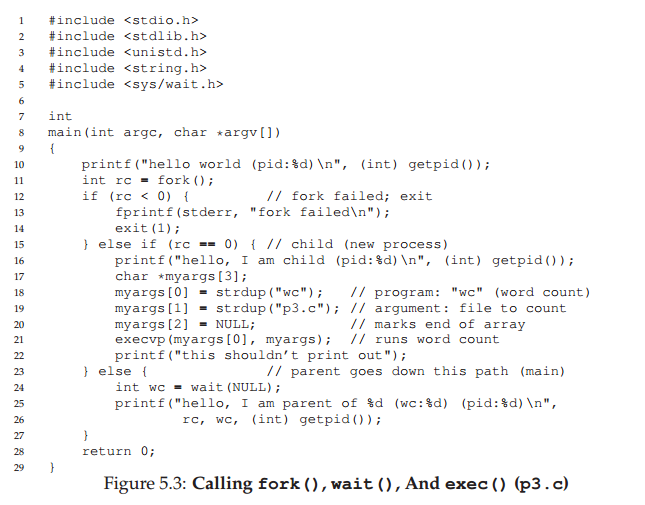 1 #include <stdio.h>
2 #include <stdlib.h>
3 #include <unistd.h>
4 #include <string.h>
5 #include <sys/wait.h>
6
7 int
8 main(int argc, char *argv[])
9 {
10     printf("hello world (pid:%d)\n", (int) getpid());
11     int rc = fork();
12     if (rc < 0) {         // fork failed; exit
13         fprintf(stderr, "fork failed\n");
14         exit(1);
15     } else if (rc == 0) { // child (new process)
16         printf("hello, I am child (pid:%d)\n", (int) getpid());
17         char *myargs[3];
18         myargs[0] = strdup("wc");   // program: "wc" (word count)
19         myargs[1] = strdup("p3.c"); // argument: file to count
20         myargs[2] = NULL;           // marks end of array
21         execvp(myargs[0], myargs);  // runs word count
22         printf("this shouldn't print out");
23     } else {              // parent goes down this path (main)
24         int wc = wait(NULL);
25         printf("hello, I am parent of %d (wc:%d) (pid:%d)\n",
26                 rc, wc, (int) getpid());
27     }
28     return 0;
29 }
Figure 5.3: Calling fork(), wait(), And exec() (p3.c)